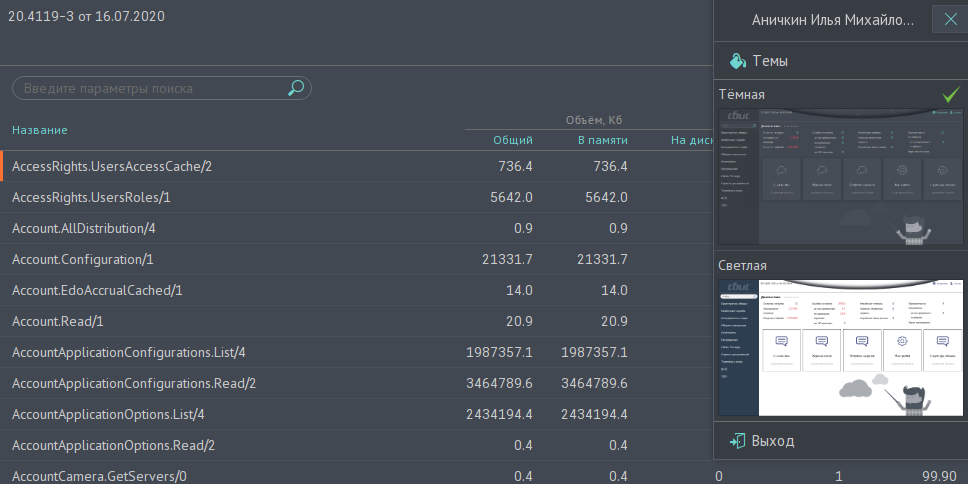 20.4119-3 от 16.07.2020
Аничкин Илья Михайло...
Темы
Введите параметры поиска
Тёмная
Название
Объём, Кб
Общий В памяти На диск
AccessRights.UsersAccessCache/2 736.4 736.4
AccessRights.UsersRoles/1 5642.0 5642.0
Account.AllDistribution/4 0.9 0.9
Account.Configuration/1 21331.7 21331.7
Светлая
Account.EdoAccrualCached/1 14.0 14.0
Account.Read/1 20.9 20.9
AccountApplicationConfigurations.List/4 1987357.1 1987357.1
AccountApplicationConfigurations.Read/2 3464789.6 3464789.6
AccountApplicationOptions.List/4 2434194.4 2434194.4
AccountApplicationOptions.Read/2 0.4 0.4
Выход
AccountCamera.GetServers/0 0.4 0.4 0 1 99.90